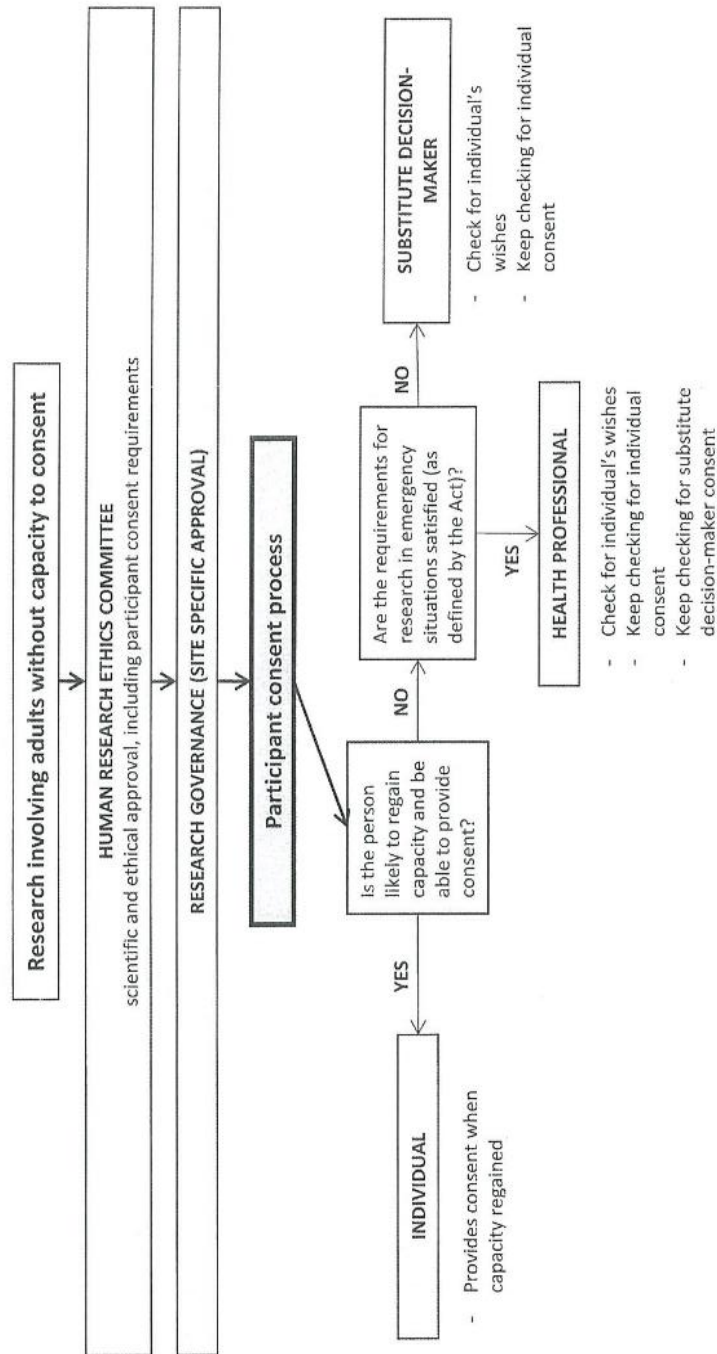 Research involving adults without capacity to consent
HUMAN RESEARCH ETHICS COMMITTEE
scientific and ethical approval, including participant consent requirements
RESEARCH GOVERNANCE (SITE SPECIFIC APPROVAL)
Participant consent process
Is the person
likely to regain
capacity and be
able to provide
consent?
YES
NO
INDIVIDUAL
- Provides consent when
capacity regained
Are the requirements for
research in emergency
situations satisfied (as
defined by the Act)?
YES
NO
HEALTH PROFESSIONAL
- Check for individual's wishes
- Keep checking for individual
consent
- Keep checking for substitute
decision-maker consent
SUBSTITUTE DECISION-
MAKER
- Check for individual's
wishes
- Keep checking for individual
consent